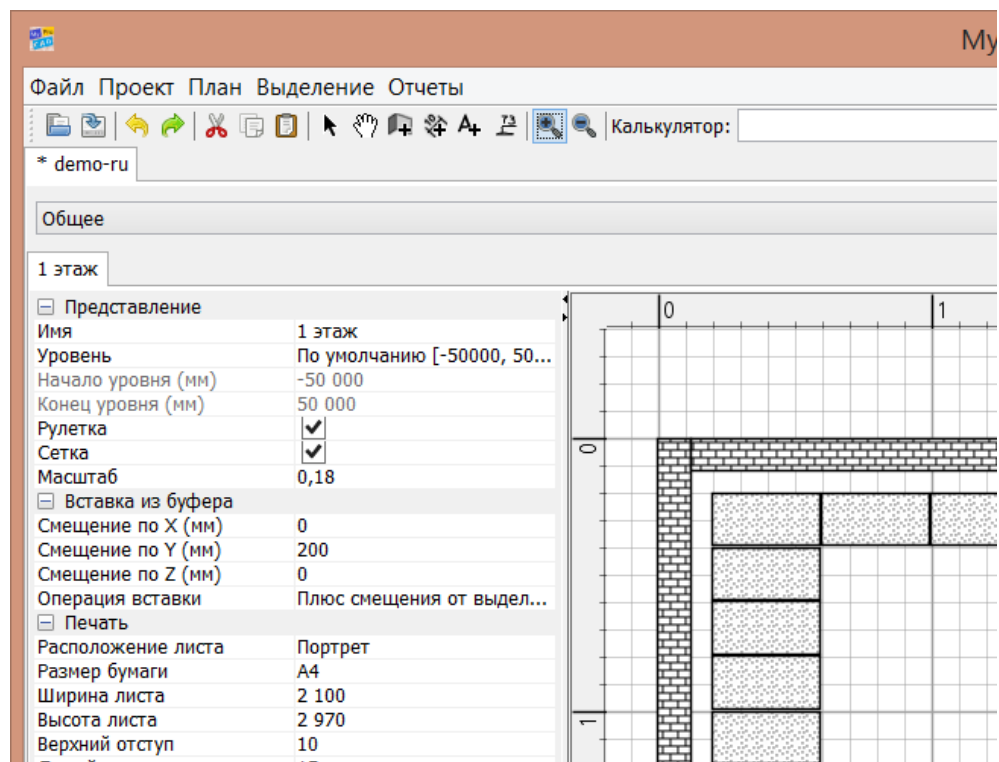 My
Файл Проект План Выделение Отчеты
Калькулятор:
* demo-ru
Общее
1 этаж
Представление
Имя 1 этаж
Уровень По умолчанию [-50000, 50...
Начало уровня (мм) -50 000
Конец уровня (мм) 50 000
Рулетка
Сетка
Масштаб 0,18
Вставка из буфера
Смещение по X (мм) 0
Смещение по Y (мм) 200
Смещение по Z (мм) 0
Операция вставки Плюс смещения от выдел...
Печать
Расположение листа Портрет
Размер бумаги A4
Ширина листа 2 100
Высота листа 2 970
Верхний отступ 10
0 1
0
1